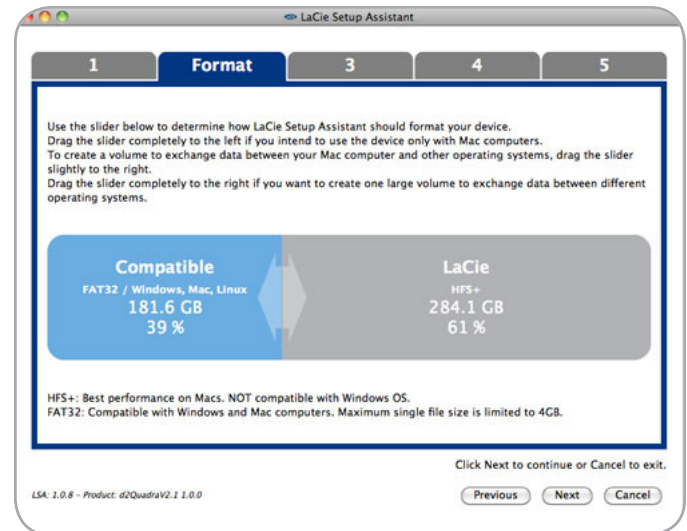 LaCie Setup Assistant
1 Format 3 4 5
Use the slider below to determine how LaCie Setup Assistant should format your device.
Drag the slider completely to the left if you intend to use the device only with Mac computers.
To create a volume to exchange data between your Mac computer and other operating systems, drag the slider
slightly to the right.
Drag the slider completely to the right if you want to create one large volume to exchange data between different
operating systems.
Compatible
FAT32 / Windows, Mac, Linux
181.6 GB
39 %
LaCie
HFS+
284.1 GB
61 %
HFS+: Best performance on Macs. NOT compatible with Windows OS.
FAT32: Compatible with Windows and Mac computers. Maximum single file size is limited to 4GB.
Click Next to continue or Cancel to exit.
LSA: 1.0.8 - Product: d2QuadraV2.1 1.0.0
Previous Next Cancel